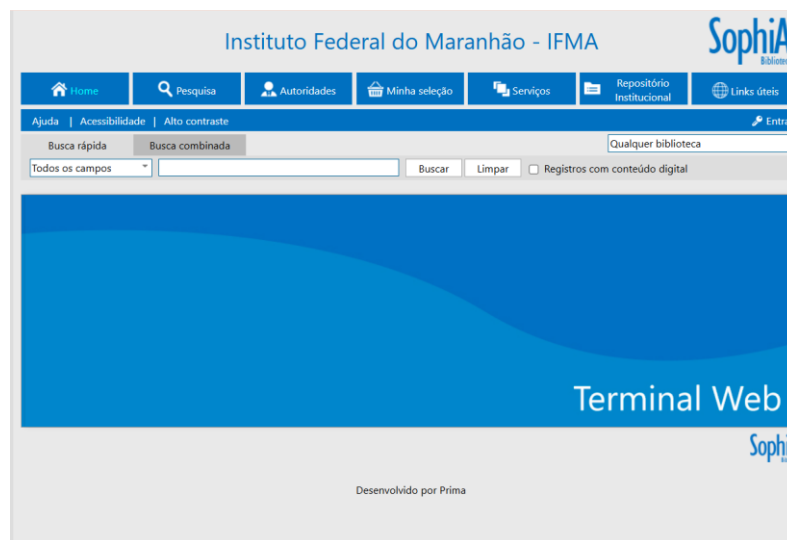 Instituto Federal do Maranhão - IFMA
Home Pesquisa Autoridades Minha seleção Serviços Repositório Institucional Links úteis
Ajuda | Acessibilidade | Alto contraste
Busca rápida Busca combinada Qualquer biblioteca
Todos os campos Buscar Limpar Registros com conteúdo digital
Terminal Web
Desenvolvido por Prima